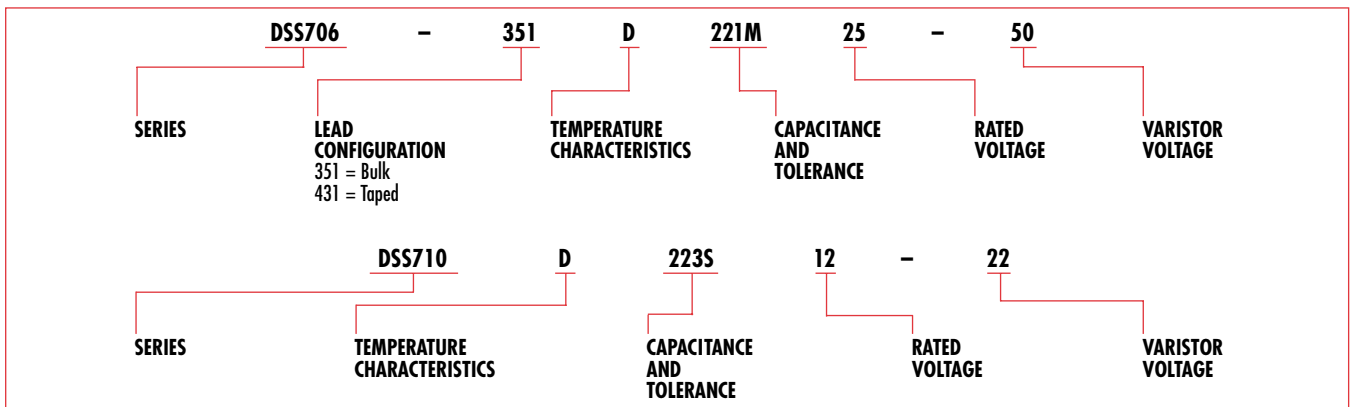 DSS706 – 351 D 221M 25 – 50
SERIES
LEAD
CONFIGURATION
351 = Bulk
431 = Taped
TEMPERATURE
CHARACTERISTICS
CAPACITANCE
AND
TOLERANCE
RATED
VOLTAGE
VARISTOR
VOLTAGE
DSS710 D 223S 12 – 22
SERIES
TEMPERATURE
CHARACTERISTICS
CAPACITANCE
AND
TOLERANCE
RATED
VOLTAGE
VARISTOR
VOLTAGE